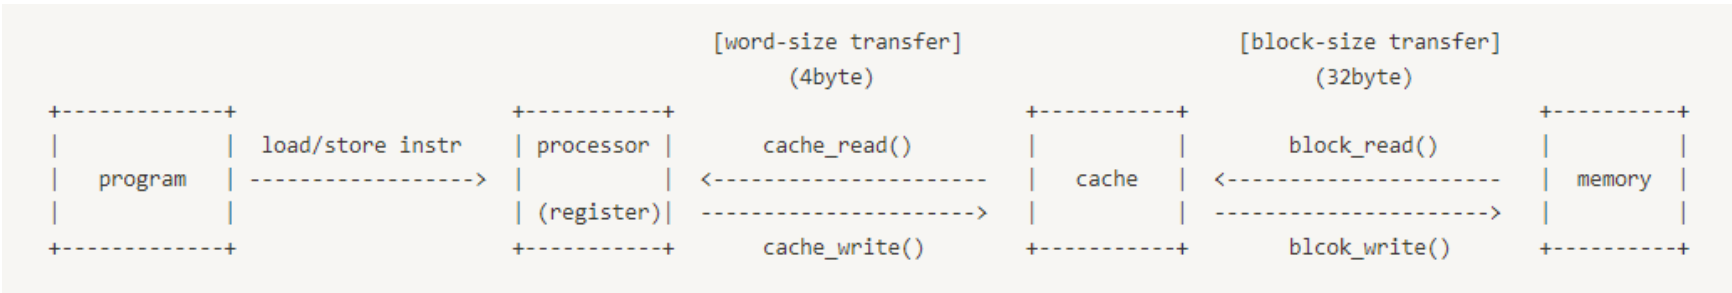 [word-size transfer] [block-size transfer]
(4byte) (32byte)
load/store instr processor cache_read() block_read()
program cache memory
(register)
cache_write() blcok_write()